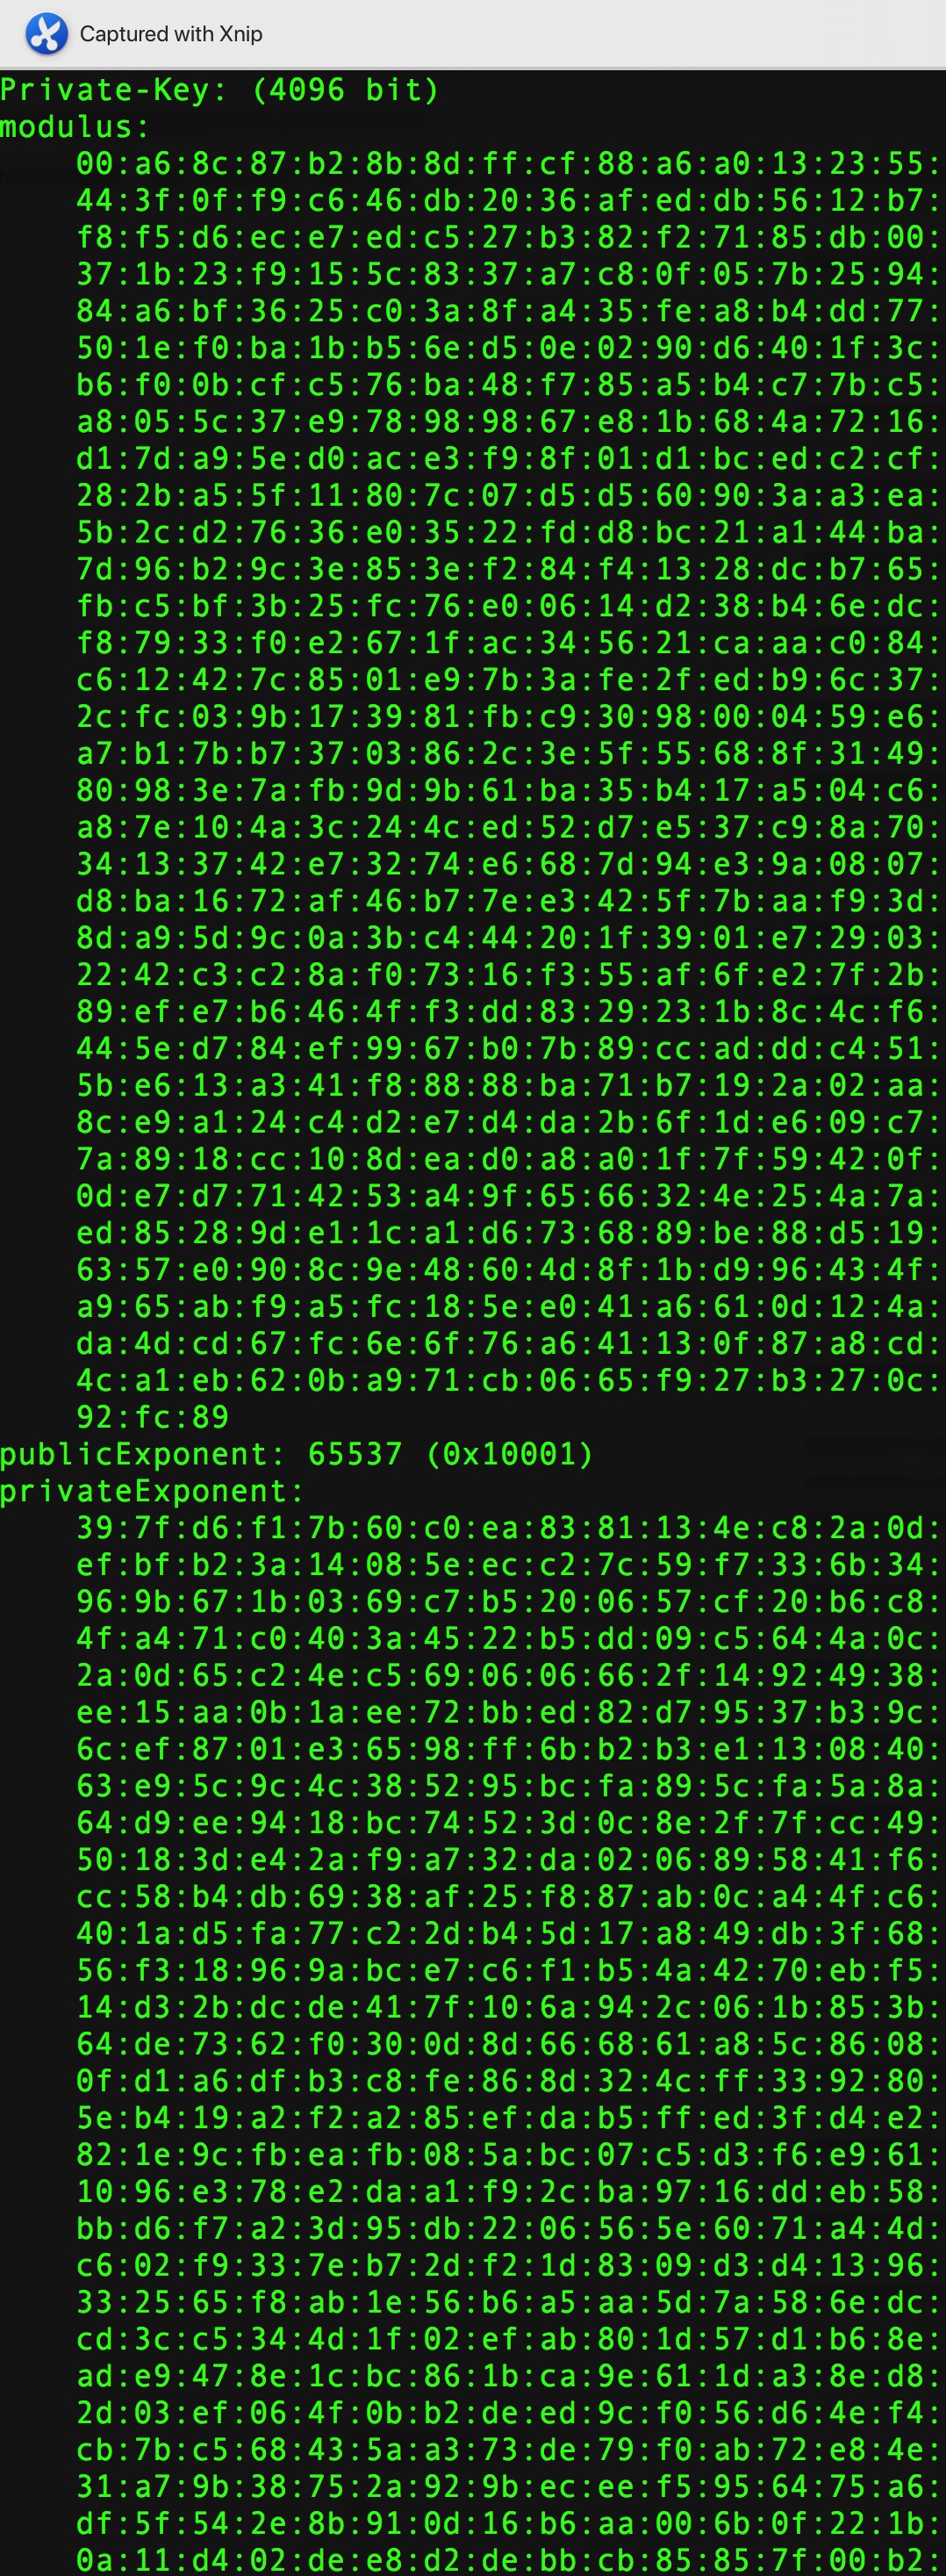 Captured with Xnip
Private-Key: (4096 bit)
modulus:
00:a6:8c:87:b2:8b:8d:ff:cf:88:a6:a0:13:23:55:
44:3f:0f:f9:c6:46:db:20:36:af:ed:db:56:12:b7:
f8:f5:d6:ec:e7:ed:c5:27:b3:82:f2:71:85:db:00:
37:1b:23:f9:15:5c:83:37:a7:c8:0f:05:7b:25:94:
84:a6:bf:36:25:c0:3a:8f:a4:35:fe:a8:b4:dd:77:
50:1e:f0:ba:1b:b5:6e:d5:0e:02:90:d6:40:1f:3c:
b6:f0:0b:cf:c5:76:ba:48:f7:85:a5:b4:c7:7b:c5:
a8:05:5c:37:e9:78:98:98:67:e8:1b:68:4a:72:16:
d1:7d:a9:5e:d0:ac:e3:f9:8f:01:d1:bc:ed:c2:cf:
28:2b:a5:5f:11:80:7c:07:d5:d5:60:90:3a:a3:ea:
5b:2c:d2:76:36:e0:35:22:fd:d8:bc:21:a1:44:ba:
7d:96:b2:9c:3e:85:3e:f2:84:f4:13:28:dc:b7:65:
fb:c5:bf:3b:25:fc:76:e0:06:14:d2:38:b4:6e:dc:
f8:79:33:f0:e2:67:1f:ac:34:56:21:ca:aa:c0:84:
c6:12:42:7c:85:01:e9:7b:3a:fe:2f:ed:b9:6c:37:
2c:fc:03:9b:17:39:81:fb:c9:30:98:00:04:59:e6:
a7:b1:7b:b7:37:03:86:2c:3e:5f:55:68:8f:31:49:
80:98:3e:7a:fb:9d:9b:61:ba:35:b4:17:a5:04:c6:
a8:7e:10:4a:3c:24:4c:ed:52:d7:e5:37:c9:8a:70:
34:13:37:42:e7:32:74:e6:68:7d:94:e3:9a:08:07:
d8:ba:16:72:af:46:b7:7e:e3:42:5f:7b:aa:f9:3d:
8d:a9:5d:9c:0a:3b:c4:44:20:1f:39:01:e7:29:03:
22:42:c3:c2:8a:f0:73:16:f3:55:af:6f:e2:7f:2b:
89:ef:e7:b6:46:4f:f3:dd:83:29:23:1b:8c:4c:f6:
44:5e:d7:84:ef:99:67:b0:7b:89:cc:ad:dd:c4:51:
5b:e6:13:a3:41:f8:88:88:ba:71:b7:19:2a:02:aa:
8c:e9:a1:24:c4:d2:e7:d4:da:2b:6f:1d:e6:09:c7:
7a:89:18:cc:10:8d:ea:d0:a8:a0:1f:7f:59:42:0f:
0d:e7:d7:71:42:53:a4:9f:65:66:32:4e:25:4a:7a:
ed:85:28:9d:e1:1c:a1:d6:73:68:89:be:88:d5:19:
63:57:e0:90:8c:9e:48:60:4d:8f:1b:d9:96:43:4f:
a9:65:ab:f9:a5:fc:18:5e:e0:41:a6:61:0d:12:4a:
da:4d:cd:67:fc:6e:6f:76:a6:41:13:0f:87:a8:cd:
4c:a1:eb:62:0b:a9:71:cb:06:65:f9:27:b3:27:0c:
92:fc:89
publicExponent: 65537 (0x10001)
privateExponent:
39:7f:d6:f1:7b:60:c0:ea:83:81:13:4e:c8:2a:0d:
ef:bf:b2:3a:14:08:5e:ec:c2:7c:59:f7:33:6b:34:
96:9b:67:1b:03:69:c7:b5:20:06:57:cf:20:b6:c8:
4f:a4:71:c0:40:3a:45:22:b5:dd:09:c5:64:4a:0c:
2a:0d:65:c2:4e:c5:69:06:06:66:2f:14:92:49:38:
ee:15:aa:0b:1a:ee:72:bb:ed:82:d7:95:37:b3:9c:
6c:ef:87:01:e3:65:98:ff:6b:b2:b3:e1:13:08:40:
63:e9:5c:9c:4c:38:52:95:bc:fa:89:5c:fa:5a:8a:
64:d9:ee:94:18:bc:74:52:3d:0c:8e:2f:7f:cc:49:
50:18:3d:e4:2a:f9:a7:32:da:02:06:89:58:41:f6:
cc:58:b4:db:69:38:af:25:f8:87:ab:0c:a4:4f:c6:
40:1a:d5:fa:77:c2:2d:b4:5d:17:a8:49:db:3f:68:
56:f3:18:96:9a:bc:e7:c6:f1:b5:4a:42:70:eb:f5:
14:d3:2b:dc:de:41:7f:10:6a:94:2c:06:1b:85:3b:
64:de:73:62:f0:30:0d:8d:66:68:61:a8:5c:86:08:
0f:d1:a6:df:b3:c8:fe:86:8d:32:4c:ff:33:92:80:
5e:b4:19:a2:f2:a2:85:ef:da:b5:ff:ed:3f:d4:e2:
82:1e:9c:fb:ea:fb:08:5a:bc:07:c5:d3:f6:e9:61:
10:96:e3:78:e2:da:a1:f9:2c:ba:97:16:dd:eb:58:
bb:d6:f7:a2:3d:95:db:22:06:56:5e:60:71:a4:4d:
c6:02:f9:33:7e:b7:2d:f2:1d:83:09:d3:d4:13:96:
33:25:65:f8:ab:1e:56:b6:a5:aa:5d:7a:58:6e:dc:
cd:3c:c5:34:4d:1f:02:ef:ab:80:1d:57:d1:b6:8e:
ad:e9:47:8e:1c:bc:86:1b:ca:9e:61:1d:a3:8e:d8:
2d:03:ef:06:4f:0b:b2:de:ed:9c:f0:56:d6:4e:f4:
cb:7b:c5:68:43:5a:a3:73:de:79:f0:ab:72:e8:4e:
31:a7:9b:38:75:2a:92:9b:ec:ee:f5:95:64:75:a6:
df:5f:54:2e:8b:91:0d:16:b6:aa:00:6b:0f:22:1b:
0a:11:d4:02:de:e8:d2:de:bb:cb:85:85:7f:00:b2: